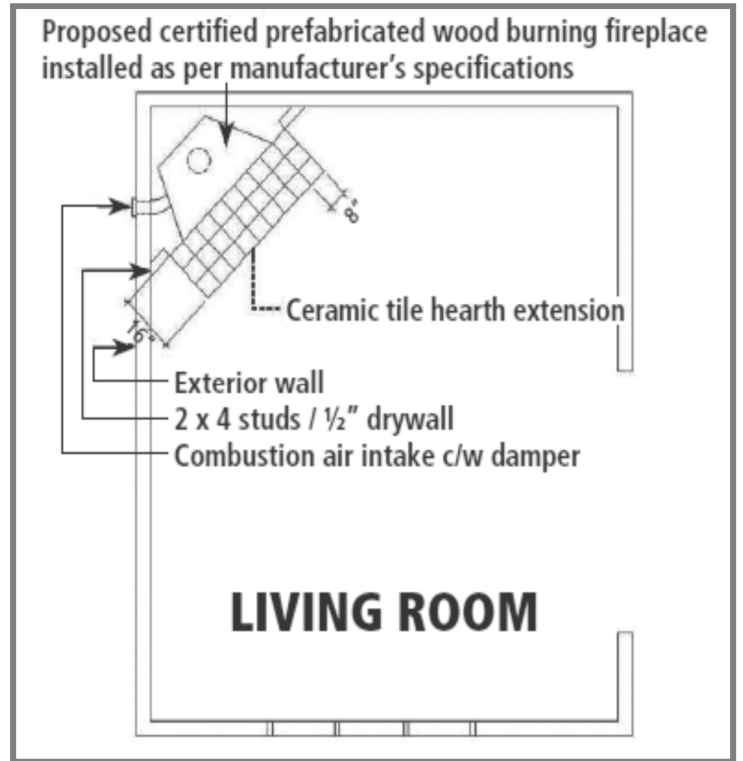 Proposed certified prefabricated wood burning fireplace
installed as per manufacturer’s specifications
8"
Ceramic tile hearth extension
16"
Exterior wall
2 x 4 studs / ½” drywall
Combustion air intake c/w damper
LIVING ROOM